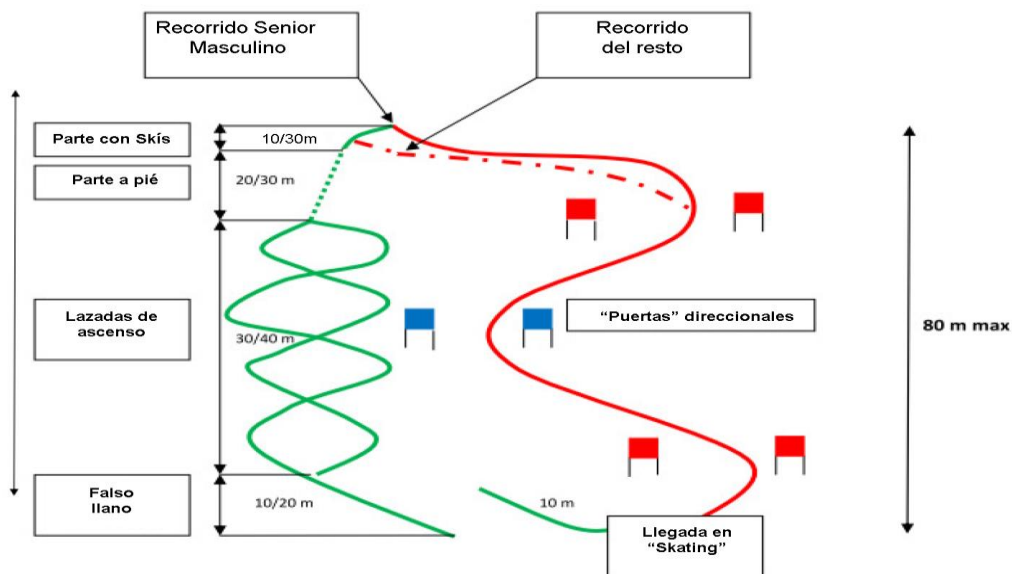 Recorrido Senior
Masculino
Recorrido
del resto
Parte con Skís
10/30m
Parte a pié
20/30 m
Lazadas de
ascenso
30/40 m
“Puertas” direccionales
80 m max
Falso
llano
10/20 m
10 m
Llegada en
“Skating”